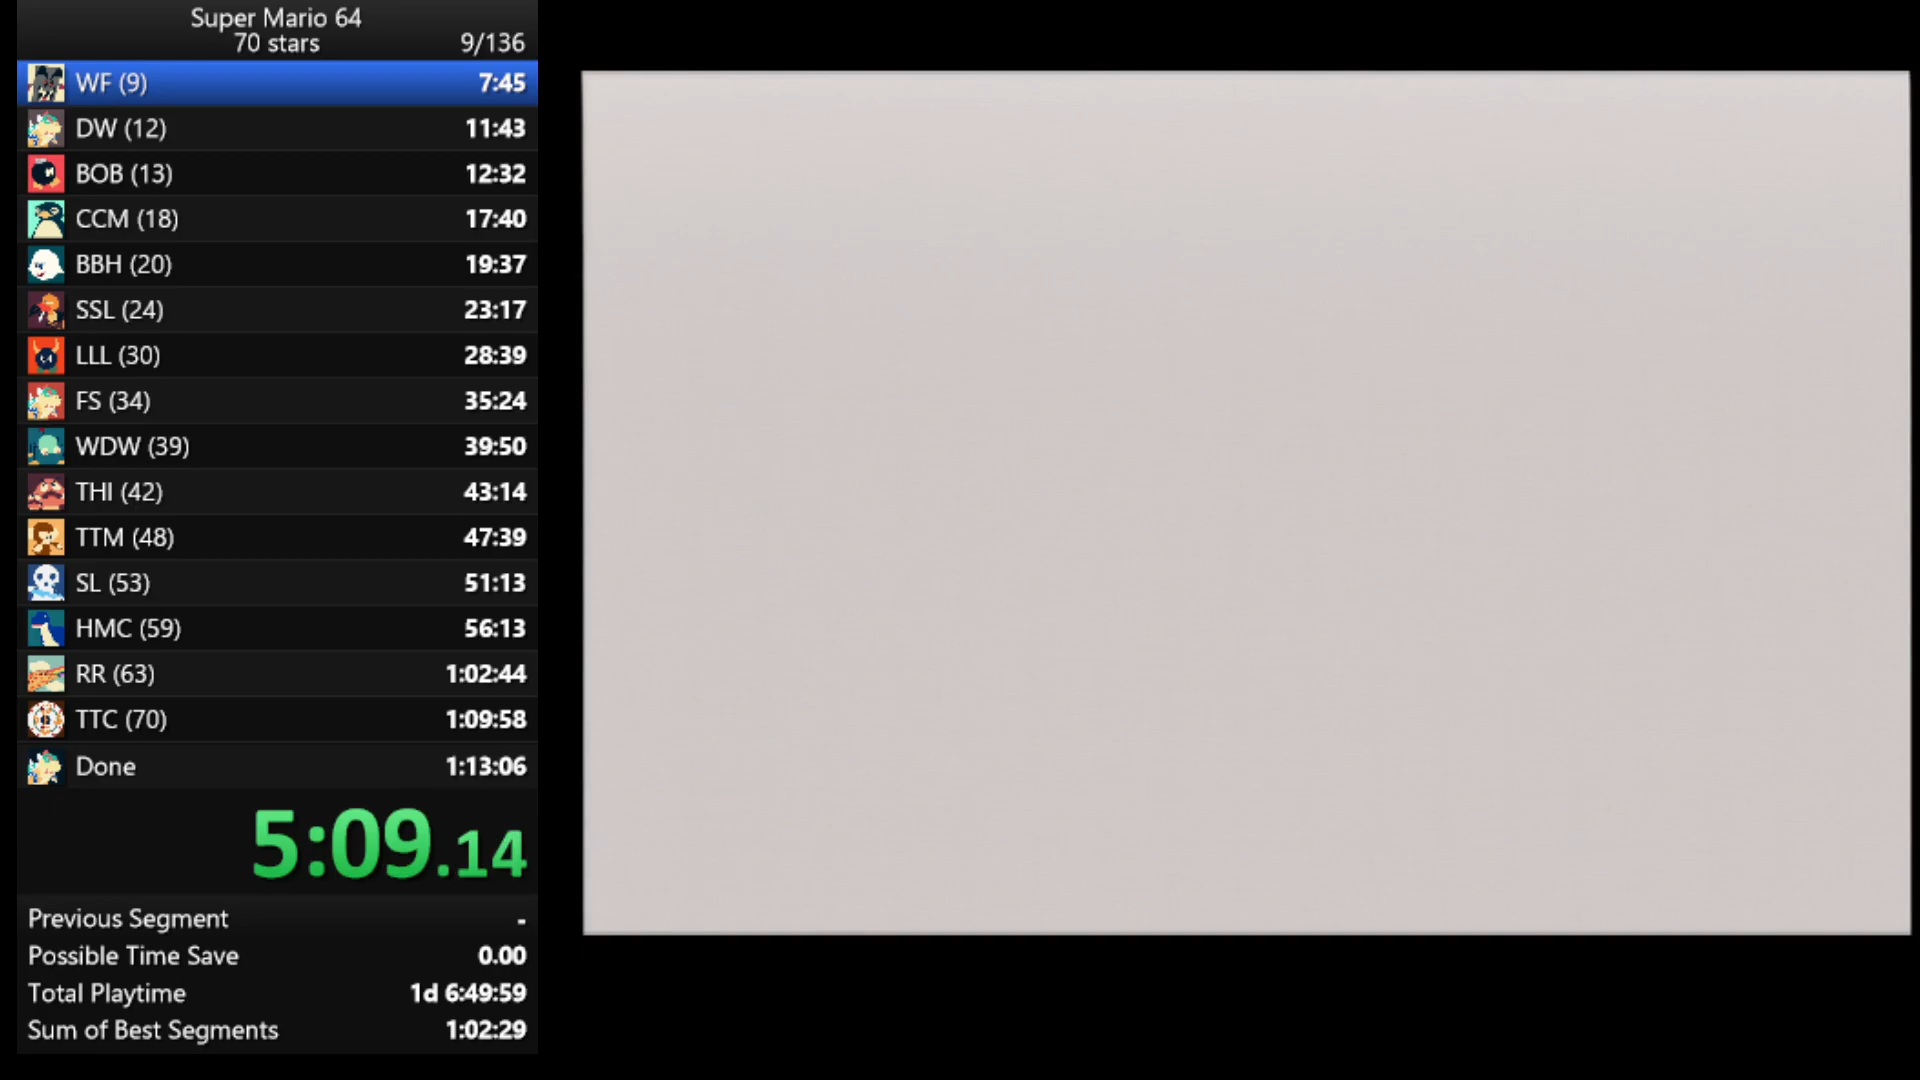 Super Mario 64
70 stars 9/136
WF (9) 7:45
DW (12) 11:43
BOB (13) 12:32
CCM (18) 17:40
BBH (20) 19:37
SSL (24) 23:17
LLL (30) 28:39
FS (34) 35:24
WDW (39) 39:50
THI (42) 43:14
TTM (48) 47:39
SL (53) 51:13
HMC (59) 56:13
RR (63) 1:02:44
TTC (70) 1:09:58
Done 1:13:06
5:09.14
Previous Segment -
Possible Time Save 0.00
Total Playtime 1d 6:49:59
Sum of Best Segments 1:02:29